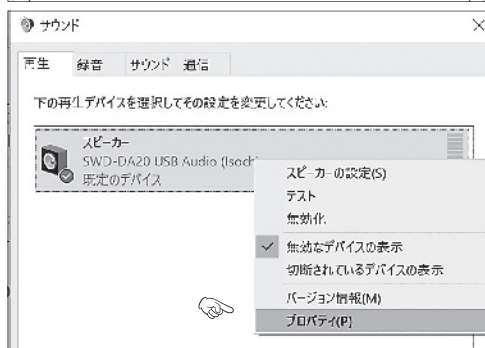 サウンド
再生 録音 サウンド 通信
下の再生デバイスを選択してその設定を変更してください:
スピーカー
SWD-DA20 USB Audio (Isoch
既定のデバイス
スピーカーの設定(S)
テスト
無効化
無効なデバイスの表示
切断されているデバイスの表示
バージョン情報(M)
プロパティ(P)